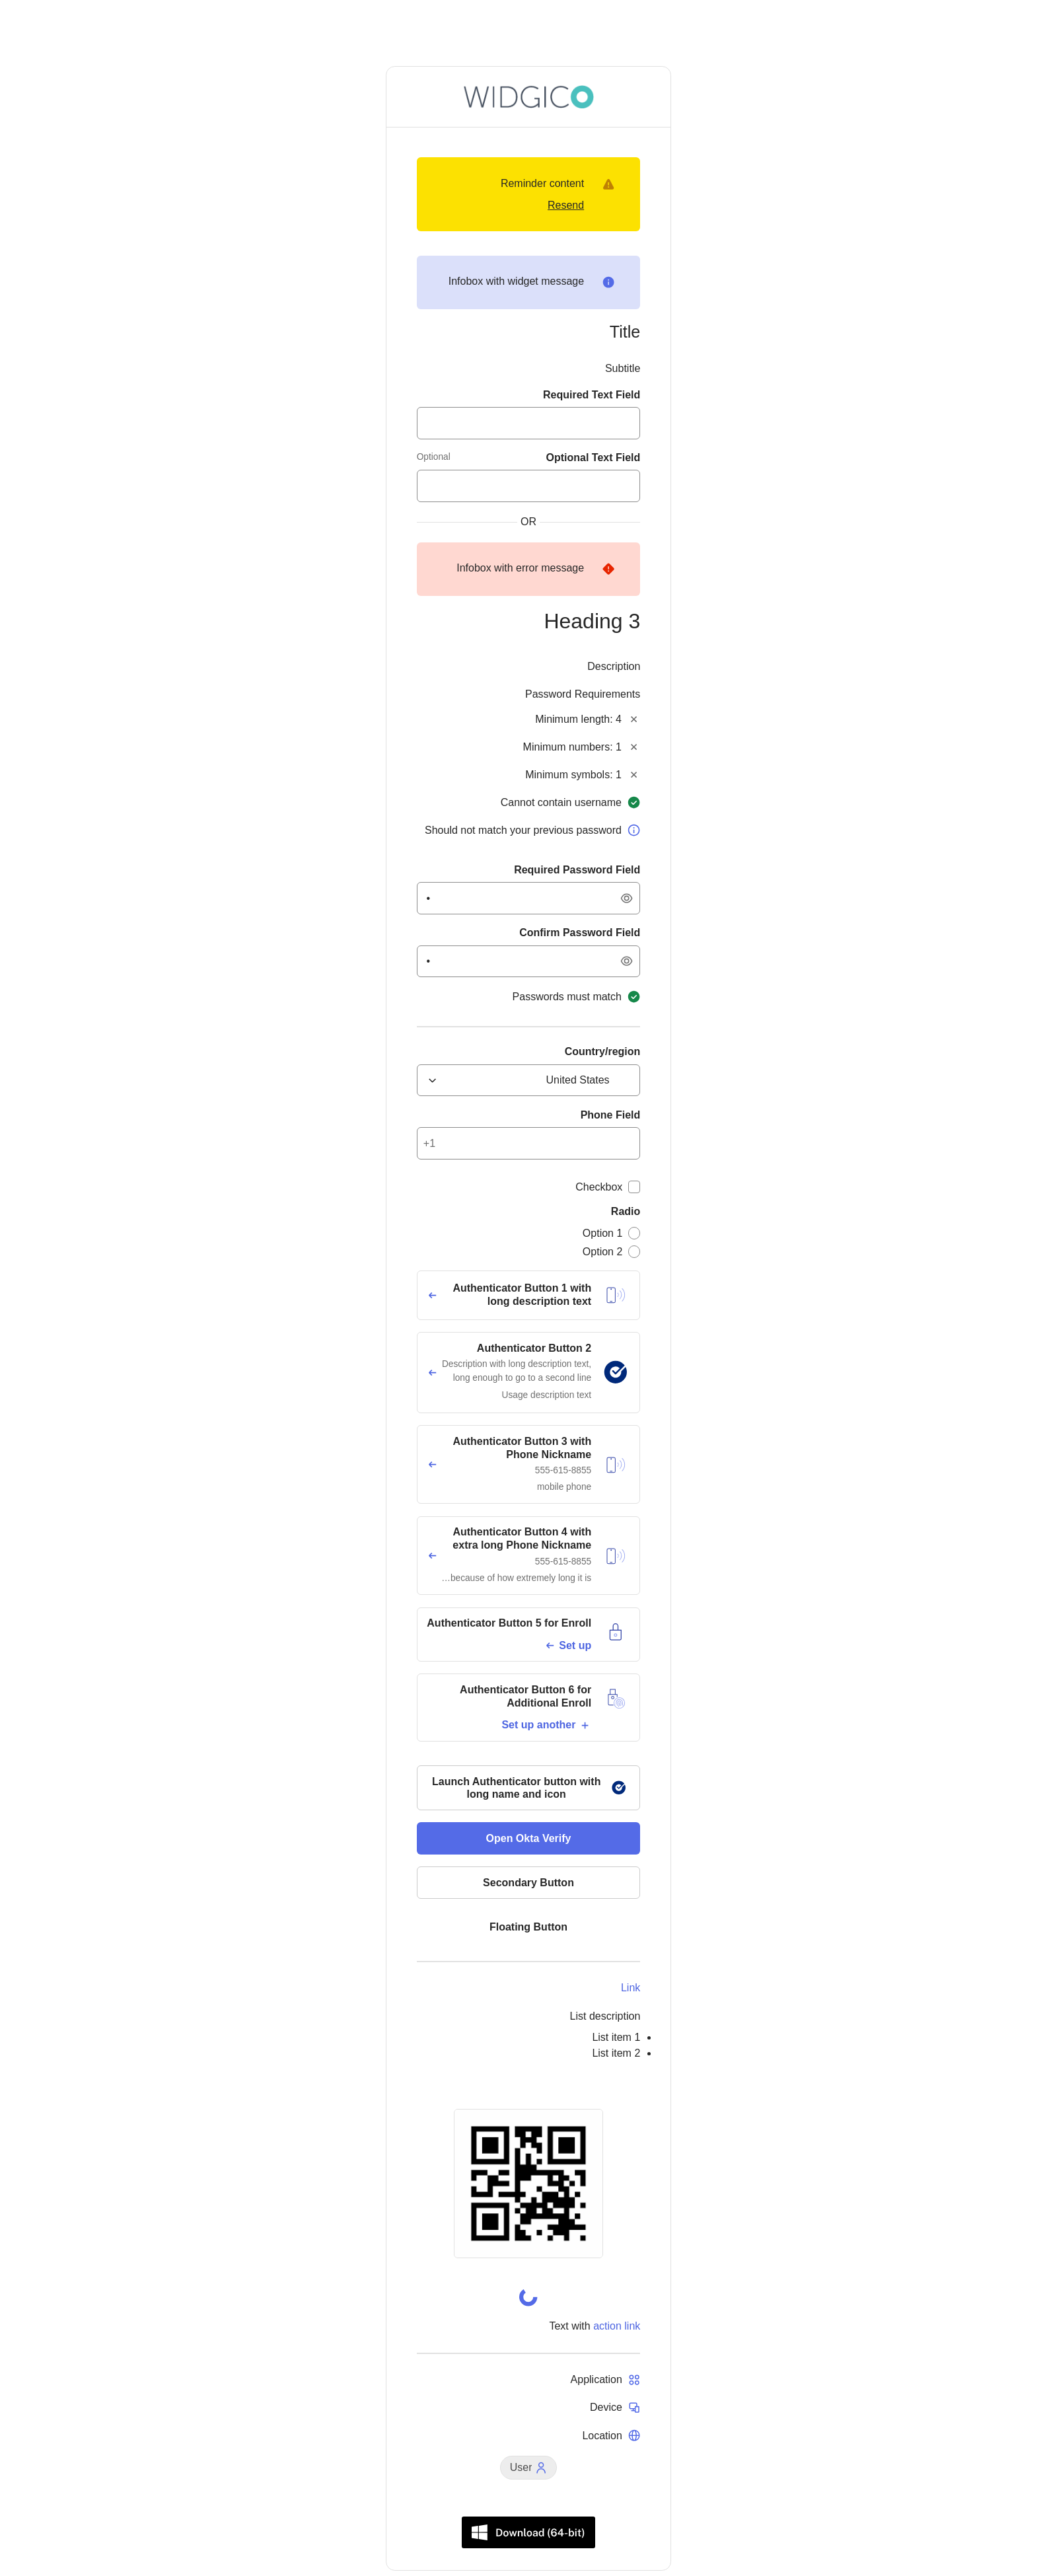 WIDGICO
Reminder content
Resend
Infobox with widget message
Title
Subtitle
Required Text Field
Optional Text Field
Optional
OR
Infobox with error message
Heading 3
Description
Password Requirements
Minimum length: 4
Minimum numbers: 1
Minimum symbols: 1
Cannot contain username
Should not match your previous password
Required Password Field
•
Confirm Password Field
•
Passwords must match
Country/region
United States
Phone Field
+1
Checkbox
Radio
Option 1
Option 2
Authenticator Button 1 with
long description text
Authenticator Button 2
Description with long description text,
long enough to go to a second line
Usage description text
Authenticator Button 3 with
Phone Nickname
555-615-8855
mobile phone
Authenticator Button 4 with
extra long Phone Nickname
555-615-8855
...because of how extremely long it is
Authenticator Button 5 for Enroll
Set up
Authenticator Button 6 for
Additional Enroll
Set up another
Launch Authenticator button with
long name and icon
Open Okta Verify
Secondary Button
Floating Button
Link
List description
• List item 1
• List item 2
Text with action link
Application
Device
Location
User
Download (64-bit)